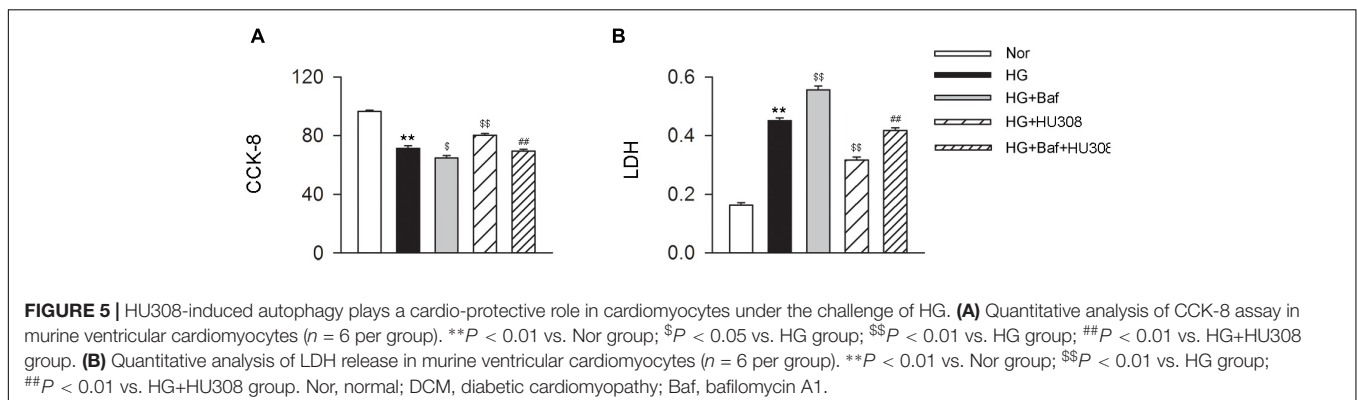 A
B
CCK-8
120
80
40
0
**
$
$$
##
LDH
0.6
0.4
0.2
0.0
**
$$
$$
##
Nor
HG
HG+Baf
HG+HU308
HG+Baf+HU308
FIGURE 5 | HU308-induced autophagy plays a cardio-protective role in cardiomyocytes under the challenge of HG. (A) Quantitative analysis of CCK-8 assay in
murine ventricular cardiomyocytes (n = 6 per group). **P < 0.01 vs. Nor group; $P < 0.05 vs. HG group; $$P < 0.01 vs. HG group; ##P < 0.01 vs. HG+HU308
group. (B) Quantitative analysis of LDH release in murine ventricular cardiomyocytes (n = 6 per group). **P < 0.01 vs. Nor group; $$P < 0.01 vs. HG group;
##P < 0.01 vs. HG+HU308 group. Nor, normal; DCM, diabetic cardiomyopathy; Baf, bafilomycin A1.